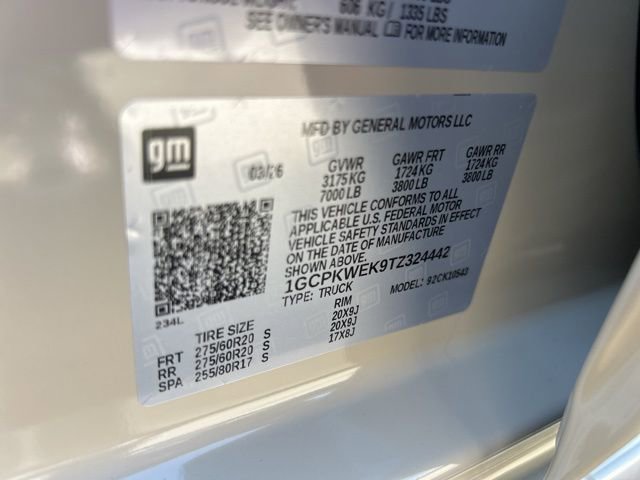 606 KG/ 1335 LBS
SEE OWNER'S MANUAL FOR MORE INFORMATION
MFD BY GENERAL MOTORS LLC
gm
03/26 GVWR GAWR FRT GAWR RR
3175 KG 1724 KG 1724 KG
7000 LB 3800 LB 3800 LB
THIS VEHICLE CONFORMS TO ALL
APPLICABLE U.S. FEDERAL MOTOR
VEHICLE SAFETY STANDARDS IN EFFECT
ON THE DATE OF MANUFACTURE
SHOWN ABOVE.
1GCPKWEK9TZ324442
TYPE: TRUCK MODEL: 92CK10543
234L
TIRE SIZE RIM
FRT 275/60R20 S 20X9J
RR 275/60R20 S 20X9J
SPA 255/80R17 S 17X8J